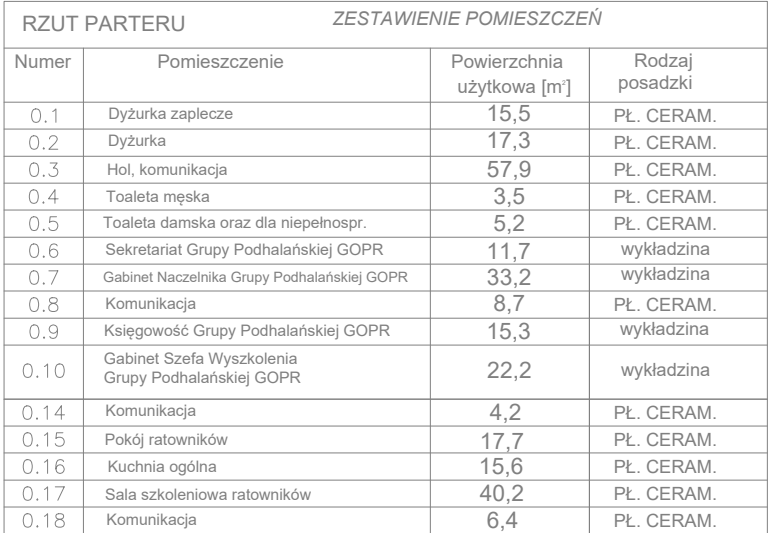 RZUT PARTERU ZESTAWIENIE POMIESZCZEŃ
Numer Pomieszczenie Powierzchnia użytkowa [m²] Rodzaj posadzki
0.1 Dyżurka zaplecze 15,5 PŁ. CERAM.
0.2 Dyżurka 17,3 PŁ. CERAM.
0.3 Hol, komunikacja 57,9 PŁ. CERAM.
0.4 Toaleta męska 3,5 PŁ. CERAM.
0.5 Toaleta damska oraz dla niepełnospr. 5,2 PŁ. CERAM.
0.6 Sekretariat Grupy Podhalańskiej GOPR 11,7 wykładzina
0.7 Gabinet Naczelnika Grupy Podhalańskiej GOPR 33,2 wykładzina
0.8 Komunikacja 8,7 PŁ. CERAM.
0.9 Księgowość Grupy Podhalańskiej GOPR 15,3 wykładzina
0.10 Gabinet Szefa Wyszkolenia
Grupy Podhalańskiej GOPR 22,2 wykładzina
0.14 Komunikacja 4,2 PŁ. CERAM.
0.15 Pokój ratowników 17,7 PŁ. CERAM.
0.16 Kuchnia ogólna 15,6 PŁ. CERAM.
0.17 Sala szkoleniowa ratowników 40,2 PŁ. CERAM.
0.18 Komunikacja 6,4 PŁ. CERAM.